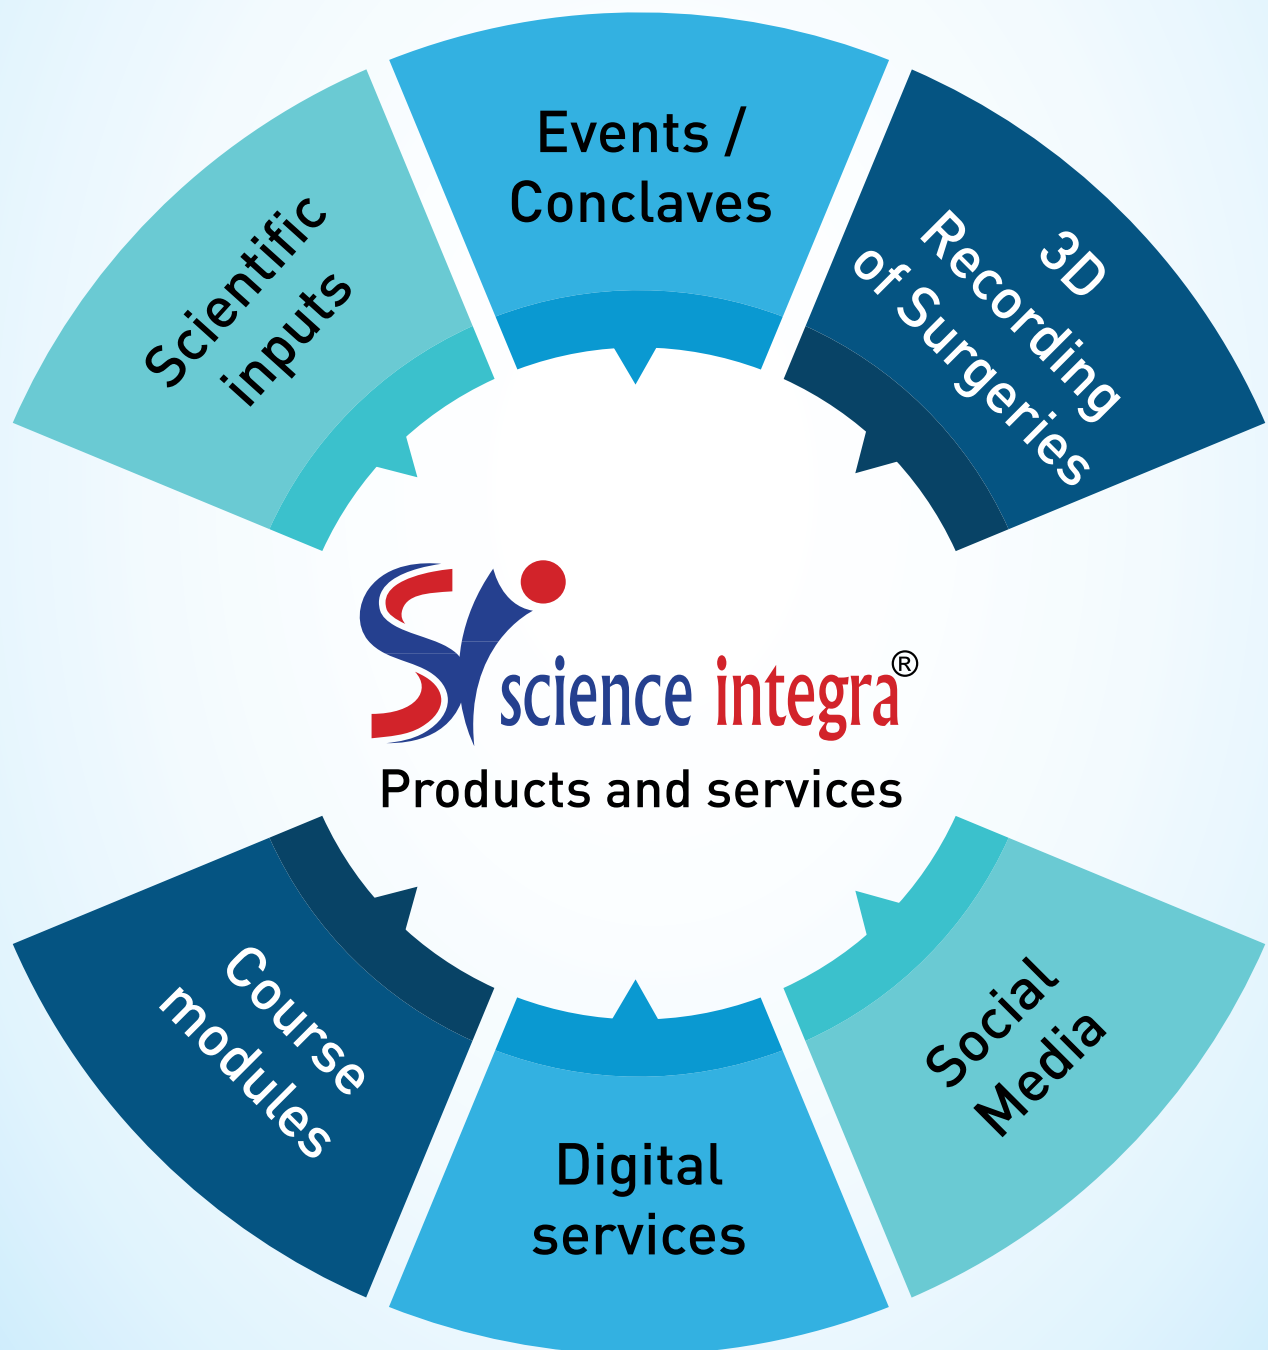 Events /
Conclaves
Scientific
inputs
3D
Recording
of Surgeries
science integra®
Products and services
Course
modules
Social
Media
Digital
services